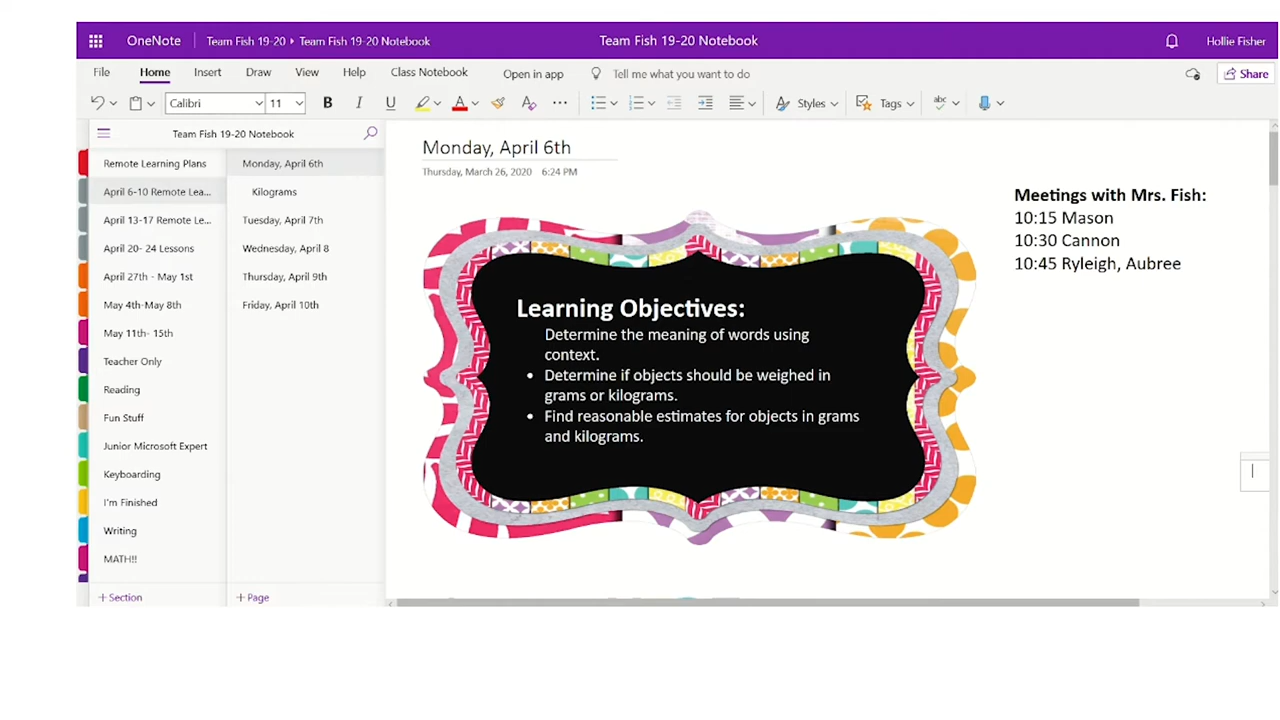 OneNote
Team Fish 19-20 › Team Fish 19-20 Notebook
Team Fish 19-20 Notebook
Hollie Fisher
File
Home
Insert
Draw
View
Help
Class Notebook
Open in app
Tell me what you want to do
Share
Calibri
11
B
I
U
A
Styles
Tags
abc
Team Fish 19-20 Notebook
Remote Learning Plans
April 6-10 Remote Lea...
April 13-17 Remote Le...
April 20- 24 Lessons
April 27th - May 1st
May 4th-May 8th
May 11th- 15th
Teacher Only
Reading
Fun Stuff
Junior Microsoft Expert
Keyboarding
I'm Finished
Writing
MATH!!
+ Section
Monday, April 6th
Kilograms
Tuesday, April 7th
Wednesday, April 8
Thursday, April 9th
Friday, April 10th
+ Page
Monday, April 6th
Thursday, March 26, 2020 6:24 PM
Learning Objectives:
Determine the meaning of words using
context.
• Determine if objects should be weighed in
grams or kilograms.
• Find reasonable estimates for objects in grams
and kilograms.
Meetings with Mrs. Fish:
10:15 Mason
10:30 Cannon
10:45 Ryleigh, Aubree